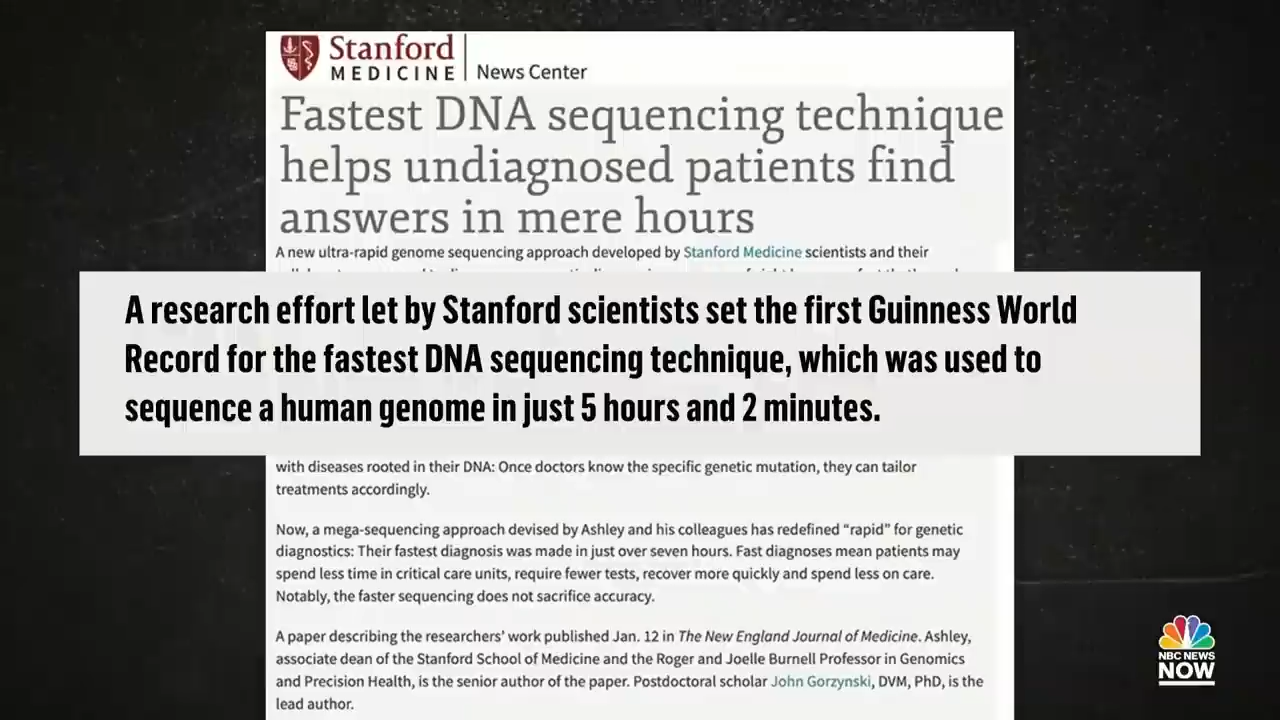 Stanford
MEDICINE
News Center
Fastest DNA sequencing technique
helps undiagnosed patients find
answers in mere hours
A new ultra-rapid genome sequencing approach developed by Stanford Medicine scientists and their
A research effort let by Stanford scientists set the first Guinness World
Record for the fastest DNA sequencing technique, which was used to
sequence a human genome in just 5 hours and 2 minutes.
with diseases rooted in their DNA: Once doctors know the specific genetic mutation, they can tailor
treatments accordingly.
Now, a mega-sequencing approach devised by Ashley and his colleagues has redefined “rapid” for genetic
diagnostics: Their fastest diagnosis was made in just over seven hours. Fast diagnoses mean patients may
spend less time in critical care units, require fewer tests, recover more quickly and spend less on care.
Notably, the faster sequencing does not sacrifice accuracy.
A paper describing the researchers’ work published Jan. 12 in The New England Journal of Medicine. Ashley,
associate dean of the Stanford School of Medicine and the Roger and Joelle Burnell Professor in Genomics
and Precision Health, is the senior author of the paper. Postdoctoral scholar John Gorzynski, DVM, PhD, is the
lead author.
NBC NEWS
NOW